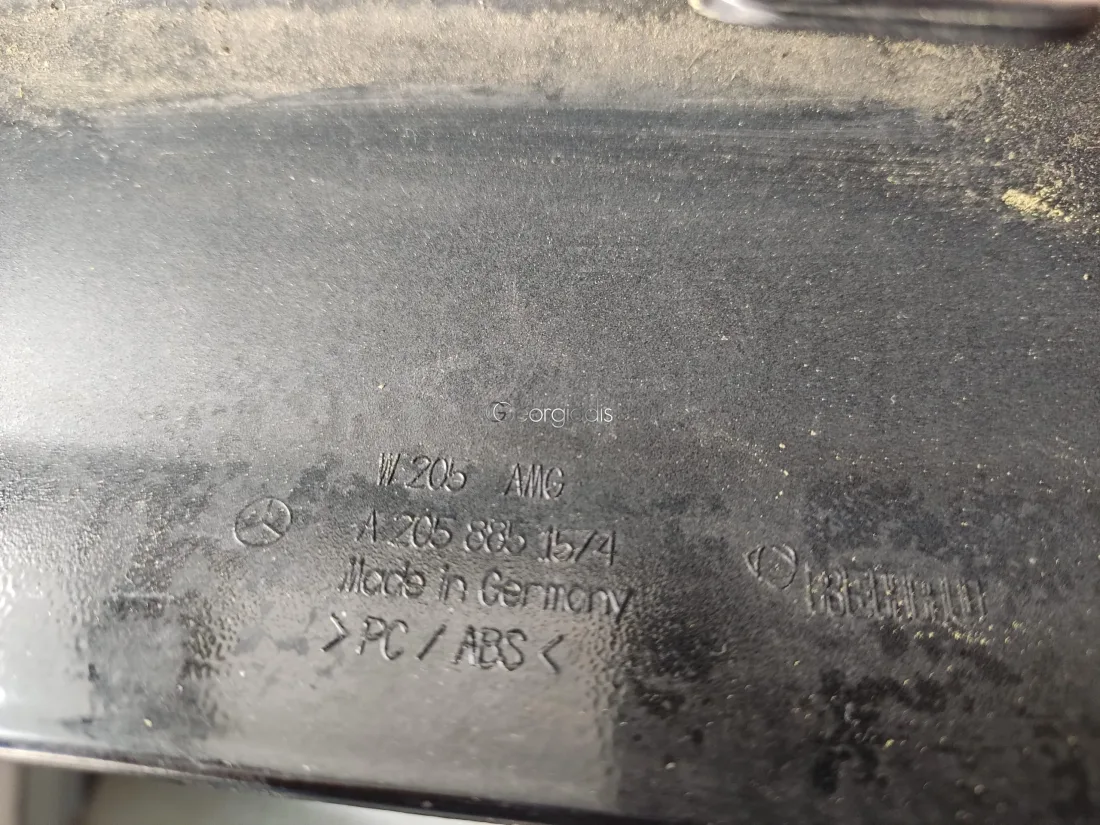 Georgiadis
W 205 AMG
A 205 885 15/4
Made in Germany
>PC / ABS<